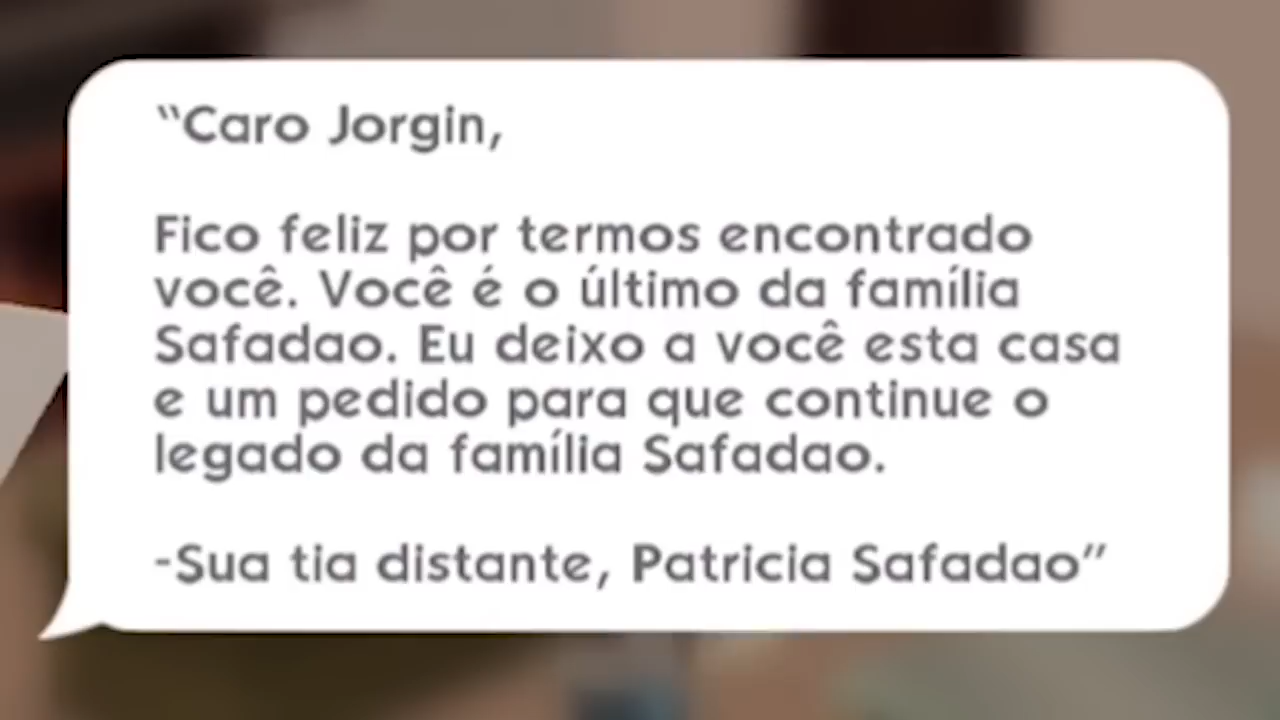 “Caro Jorgin,
Fico feliz por termos encontrado
você. Você é o último da família
Safadao. Eu deixo a você esta casa
e um pedido para que continue o
legado da família Safadao.
-Sua tia distante, Patricia Safadao”